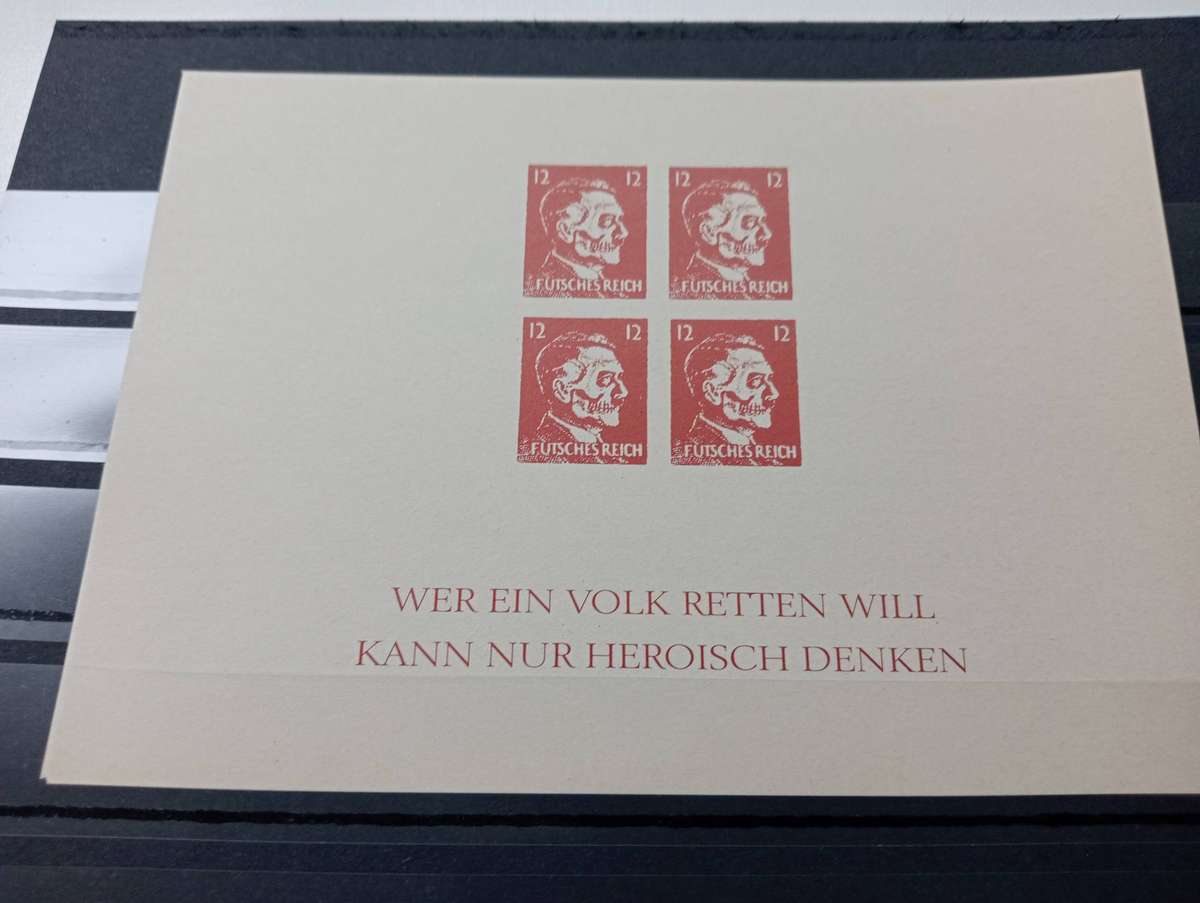 12 12 12 12
FUTSCHES REICH FUTSCHES REICH
12 12 12 12
FUTSCHES REICH FUTSCHES REICH
WER EIN VOLK RETTEN WILL
KANN NUR HEROISCH DENKEN